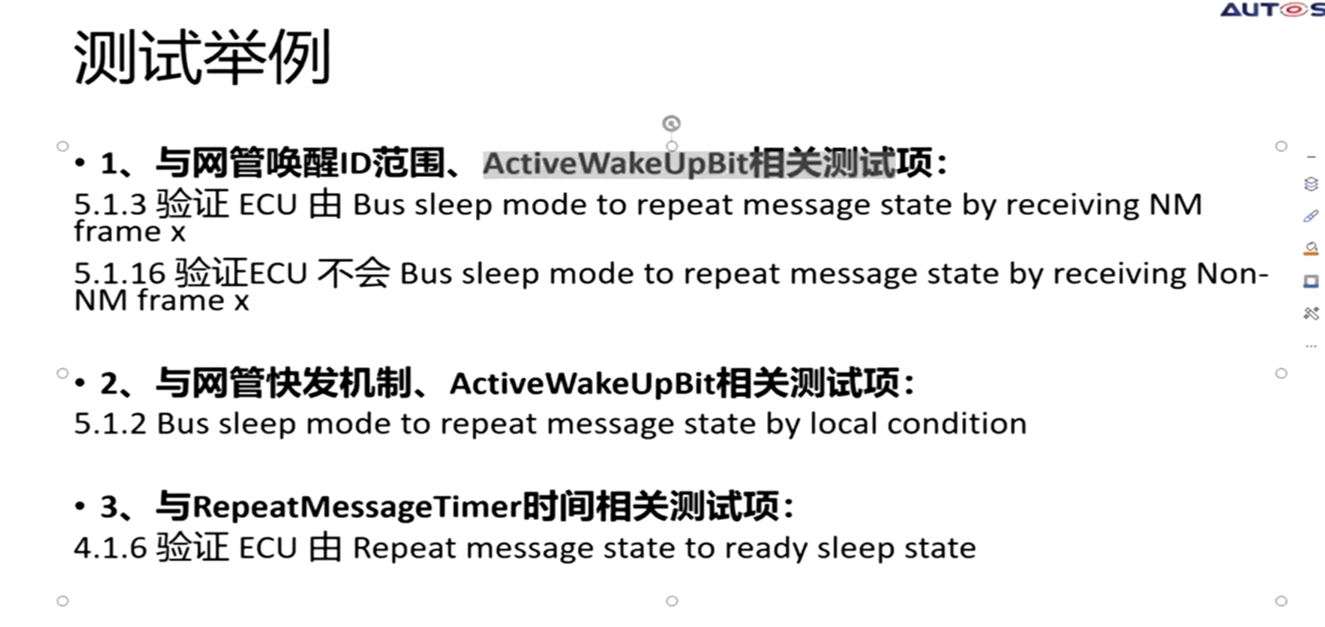 AUTOS
测试举例
• 1、与网管唤醒ID范围、ActiveWakeUpBit相关测试项：
5.1.3 验证 ECU 由 Bus sleep mode to repeat message state by receiving NM
frame x
5.1.16 验证ECU 不会 Bus sleep mode to repeat message state by receiving Non-
NM frame x
• 2、与网管快发机制、ActiveWakeUpBit相关测试项：
5.1.2 Bus sleep mode to repeat message state by local condition
• 3、与RepeatMessageTimer时间相关测试项：
4.1.6 验证 ECU 由 Repeat message state to ready sleep state